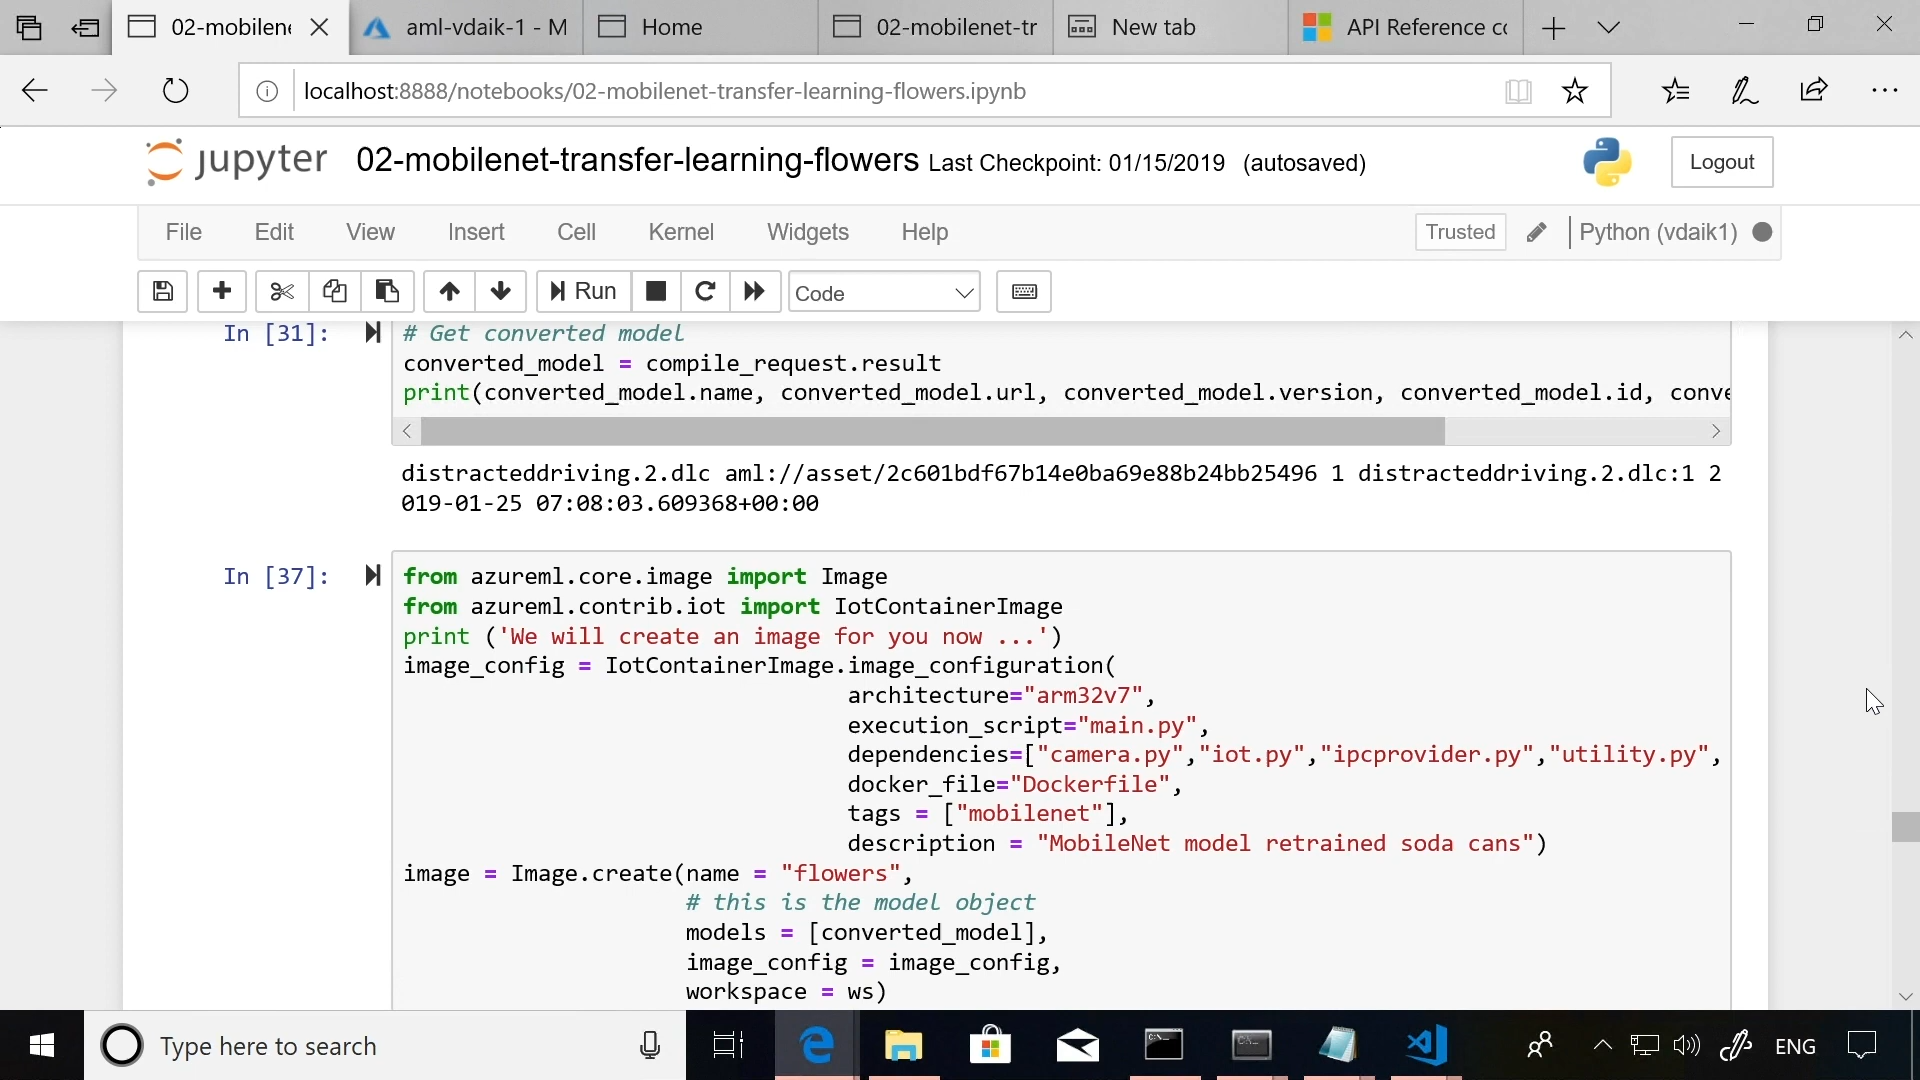 02-mobilene
aml-vdaik-1 - M
Home
02-mobilenet-tr
New tab
API Reference co
localhost:8888/notebooks/02-mobilenet-transfer-learning-flowers.ipynb
jupyter 02-mobilenet-transfer-learning-flowers Last Checkpoint: 01/15/2019 (autosaved)
Logout
File Edit View Insert Cell Kernel Widgets Help
Trusted Python (vdaik1)
Run Code
In [31]: # Get converted model
converted_model = compile_request.result
print(converted_model.name, converted_model.url, converted_model.version, converted_model.id, conve
distracteddriving.2.dlc aml://asset/2c601bdf67b14e0ba69e88b24bb25496 1 distracteddriving.2.dlc:1 2
019-01-25 07:08:03.609368+00:00
In [37]: from azureml.core.image import Image
from azureml.contrib.iot import IotContainerImage
print ('We will create an image for you now ...')
image_config = IotContainerImage.image_configuration(
architecture="arm32v7",
execution_script="main.py",
dependencies=["camera.py","iot.py","ipcprovider.py","utility.py",
docker_file="Dockerfile",
tags = ["mobilenet"],
description = "MobileNet model retrained soda cans")
image = Image.create(name = "flowers",
# this is the model object
models = [converted_model],
image_config = image_config,
workspace = ws)
Type here to search
ENG